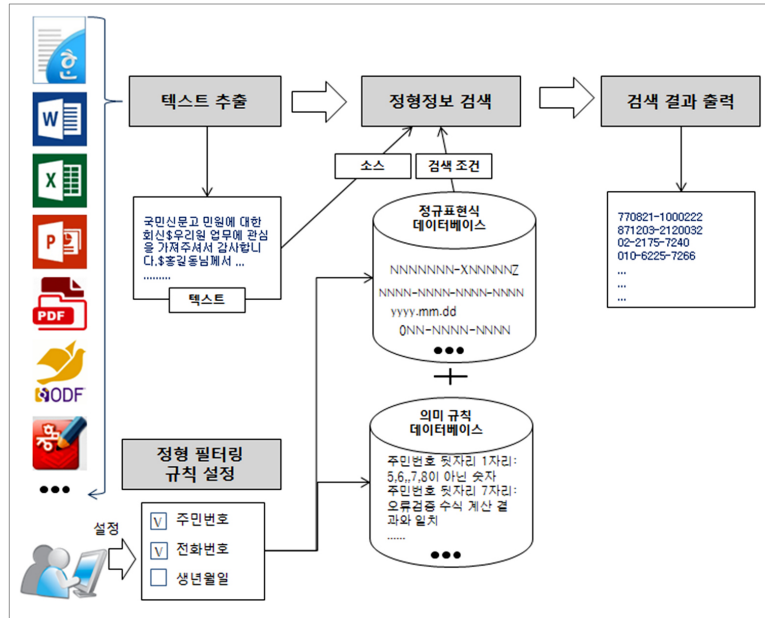 텍스트 추출
정형정보 검색
검색 결과 출력
소스
검색 조건
국민신문고 민원에 대한
회신$우리원 업무에 관심
을 가져주셔서 감사합니
다.$홍길동님께서 ...
.........
텍스트
정규표현식
데이터베이스
NNNNNNN-XNNNNNZ
NNNN-NNNN-NNNN-NNNN
yyyy.mm.dd
0NN-NNNN-NNNN
●●●
770821-1000222
871203-2120032
02-2175-7240
010-6225-7266
...
...
...
한
W
X
P
PDF
ODF
훈
●●●
+
의미 규칙
데이터베이스
주민번호 뒷자리 1자리:
5,6,,7,8이 아닌 숫자
주민번호 뒷자리 7자리:
오류검증 수식 계산 결
과와 일치
......
●●●
정형 필터링
규칙 설정
설정
V 주민번호
V 전화번호
생년월일